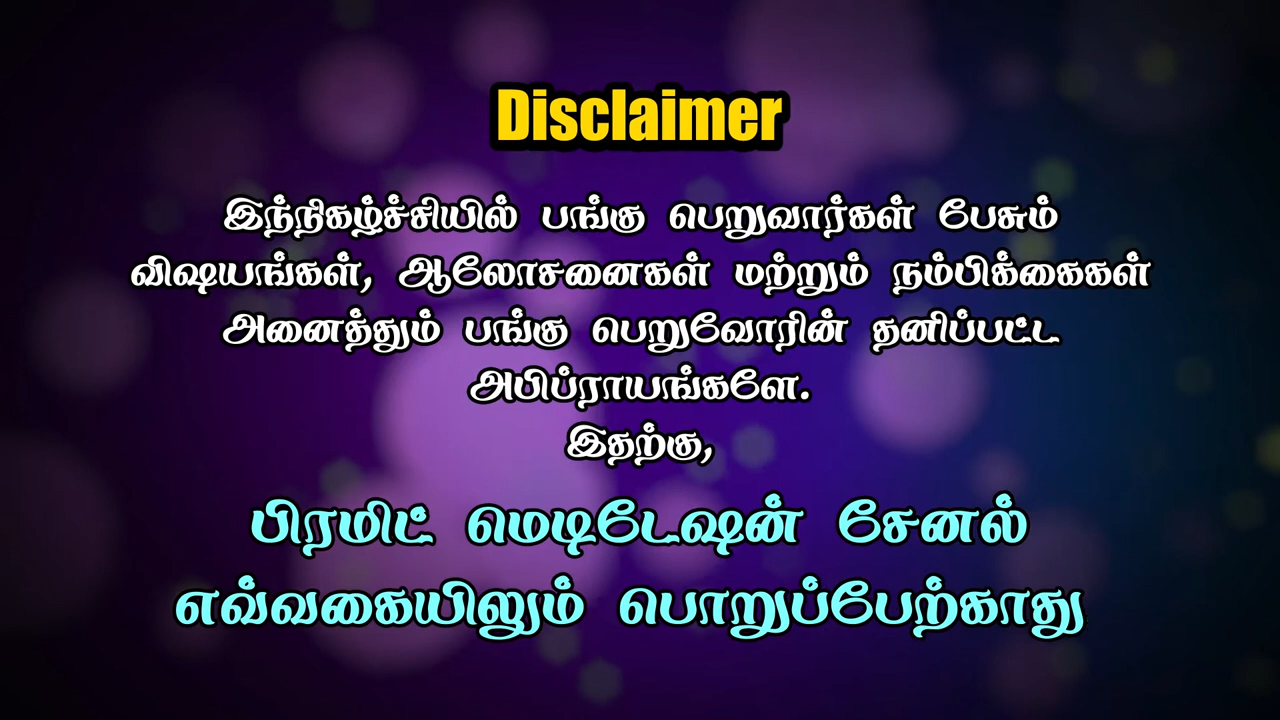 Disclaimer
இந்நிகழ்ச்சியில் பங்கு பெறுவார்கள் பேசும்
விஷயங்கள், ஆலோசனைகள் மற்றும் நம்பிக்கைகள்
அனைத்தும் பங்கு பெறுவோரின் தனிப்பட்ட
அபிப்ராயங்களே.
இதற்கு,
பிரமிட் மெடிடேஷன் சேனல்
எவ்வகையிலும் பொறுப்பேற்காது